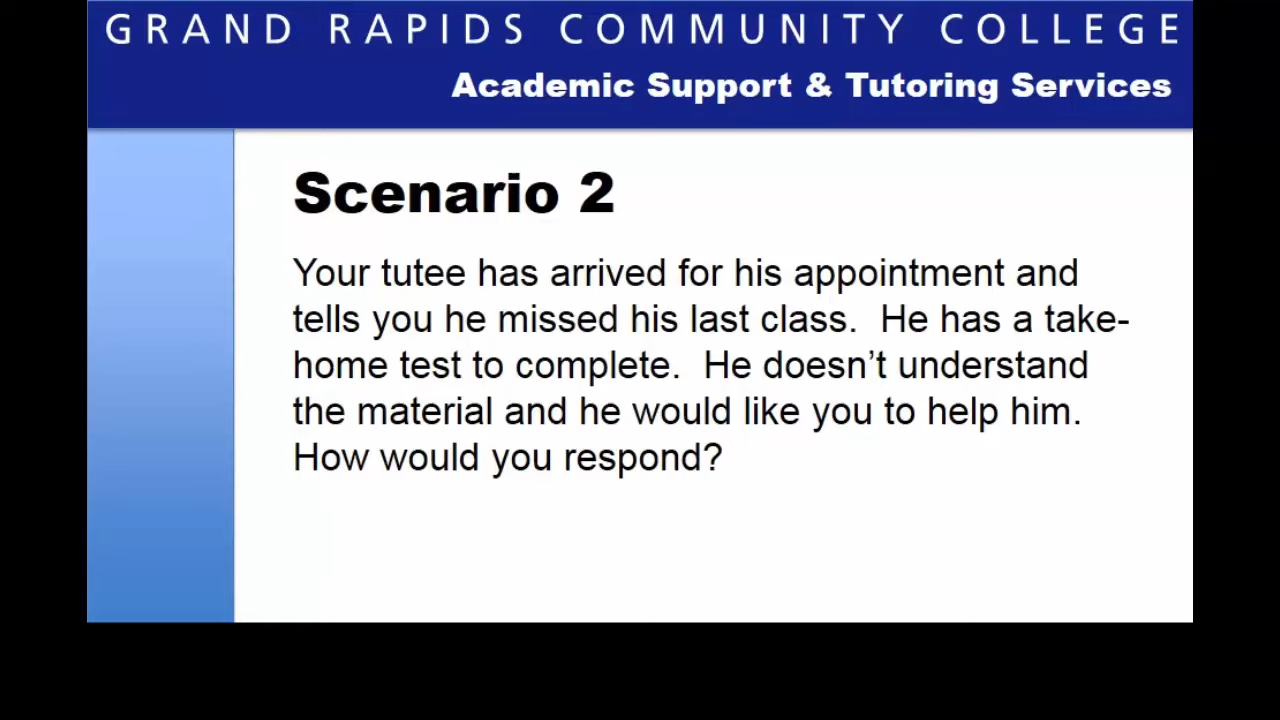 GRAND RAPIDS COMMUNITY COLLEGE
Academic Support & Tutoring Services
Scenario 2
Your tutee has arrived for his appointment and
tells you he missed his last class.  He has a take-
home test to complete.  He doesn’t understand
the material and he would like you to help him.
How would you respond?